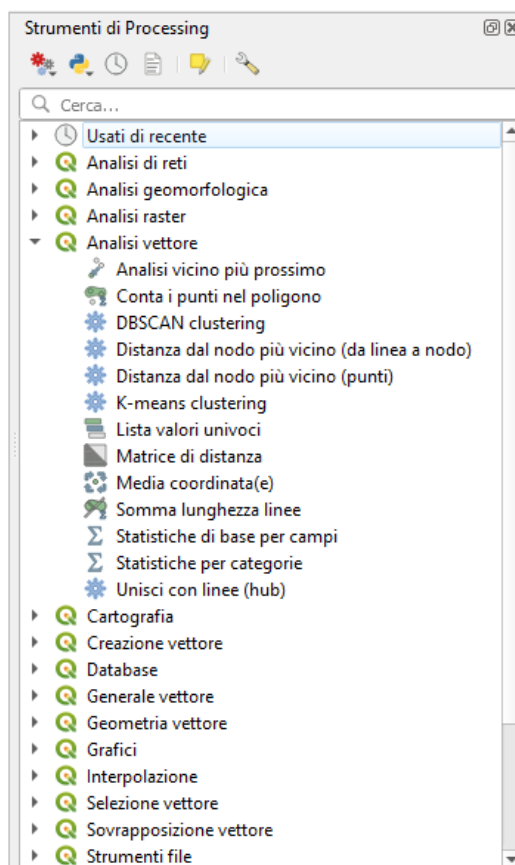 Strumenti di Processing
Cerca...
Usati di recente
Analisi di reti
Analisi geomorfologica
Analisi raster
Analisi vettore
Analisi vicino più prossimo
Conta i punti nel poligono
DBSCAN clustering
Distanza dal nodo più vicino (da linea a nodo)
Distanza dal nodo più vicino (punti)
K-means clustering
Lista valori univoci
Matrice di distanza
Media coordinata(e)
Somma lunghezza linee
Statistiche di base per campi
Statistiche per categorie
Unisci con linee (hub)
Cartografia
Creazione vettore
Database
Generale vettore
Geometria vettore
Grafici
Interpolazione
Selezione vettore
Sovrapposizione vettore
Strumenti file